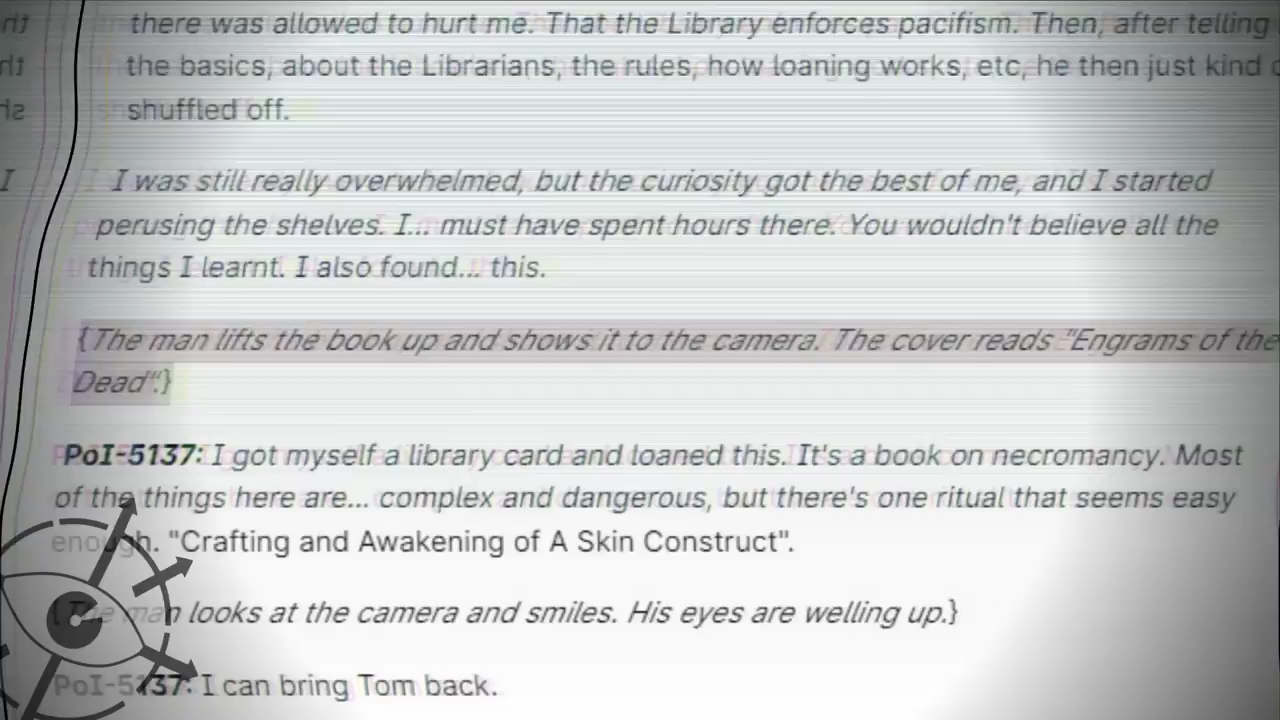 there was allowed to hurt me. That the Library enforces pacifism. Then, after telling
the basics, about the Librarians, the rules, how loaning works, etc, he then just kind
shuffled off.
I was still really overwhelmed, but the curiosity got the best of me, and I started
perusing the shelves. I... must have spent hours there. You wouldn't believe all the
things I learnt. I also found... this.
{The man lifts the book up and shows it to the camera. The cover reads "Engrams of the
Dead".}
PoI-5137: I got myself a library card and loaned this. It's a book on necromancy. Most
of the things here are... complex and dangerous, but there's one ritual that seems easy
enough. "Crafting and Awakening of A Skin Construct".
{The man looks at the camera and smiles. His eyes are welling up.}
PoI-5137: I can bring Tom back.